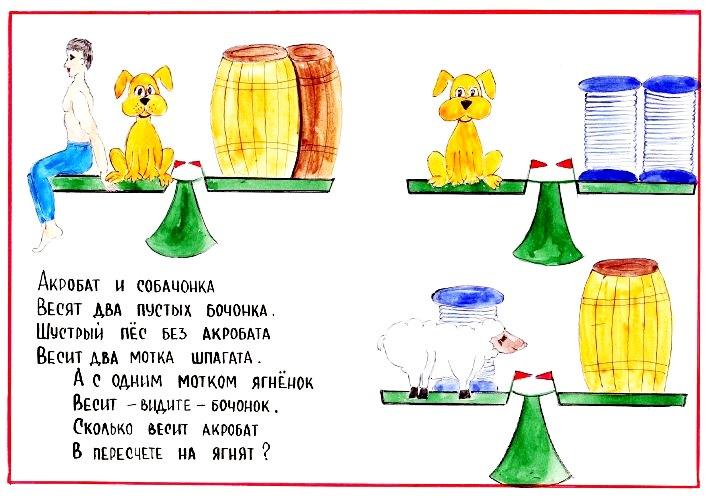 Акробат и собачонка
Весят два пустых бочонка.
Шустрый пёс без акробата
Весит два мотка шпагата.
А с одним мотком ягнёнок
Весит – видите – бочонок.
Сколько весит акробат
В пересчете на ягнят?